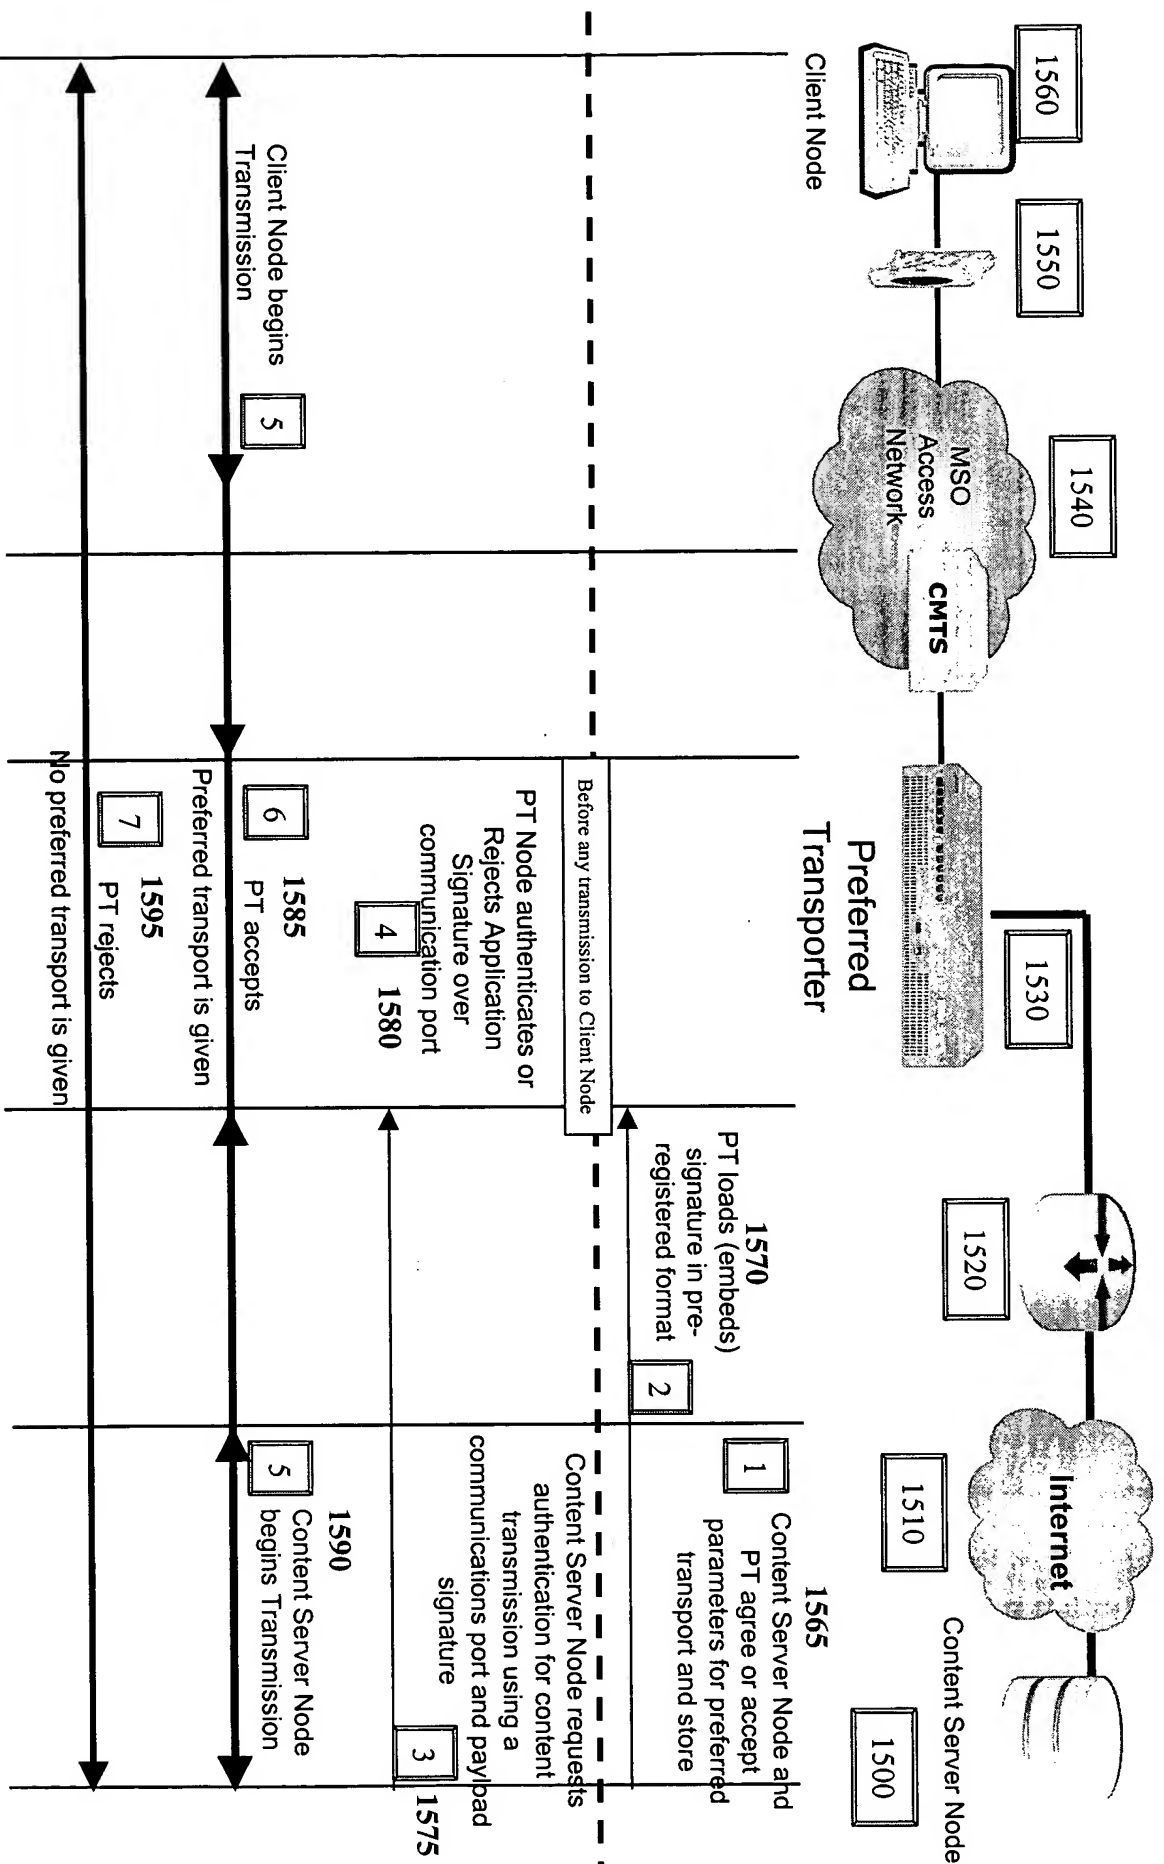 1560
1550
1540
1530
1520
1510
1500
Client Node
MSO
Access
Network
CMTS
Preferred
Transporter
Internet
Content Server Node
1565
1
Content Server Node and
PT agree or accept
parameters for preferred
transport and store
1570
PT loads (embeds)
signature in pre-
registered format
2
Before any transmission to Client Node
Content Server Node requests
authentication for content
transmission using a
communications port and payload
signature
3
1575
PT Node authenticates or
Rejects Application
Signature over
communication port
4
1580
Client Node begins
Transmission
5
6
1585
PT accepts
Preferred transport is given
1590
5
Content Server Node
begins Transmission
7
1595
PT rejects
No preferred transport is given